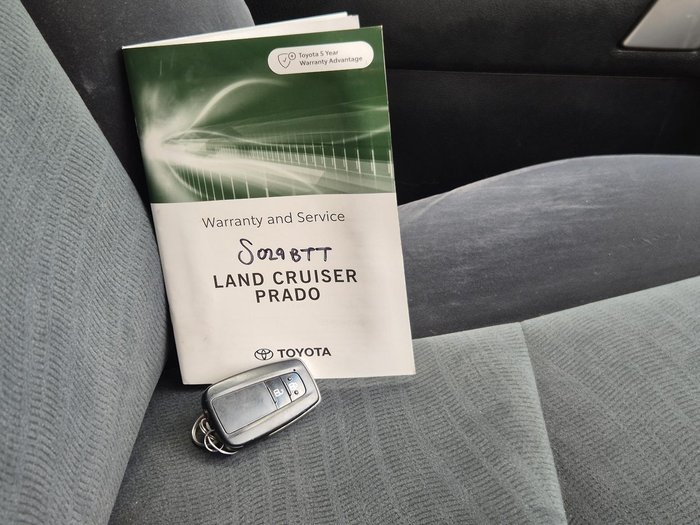 Toyota 5 Year
Warranty Advantage
Warranty and Service
S029BTT
LAND CRUISER
PRADO
TOYOTA